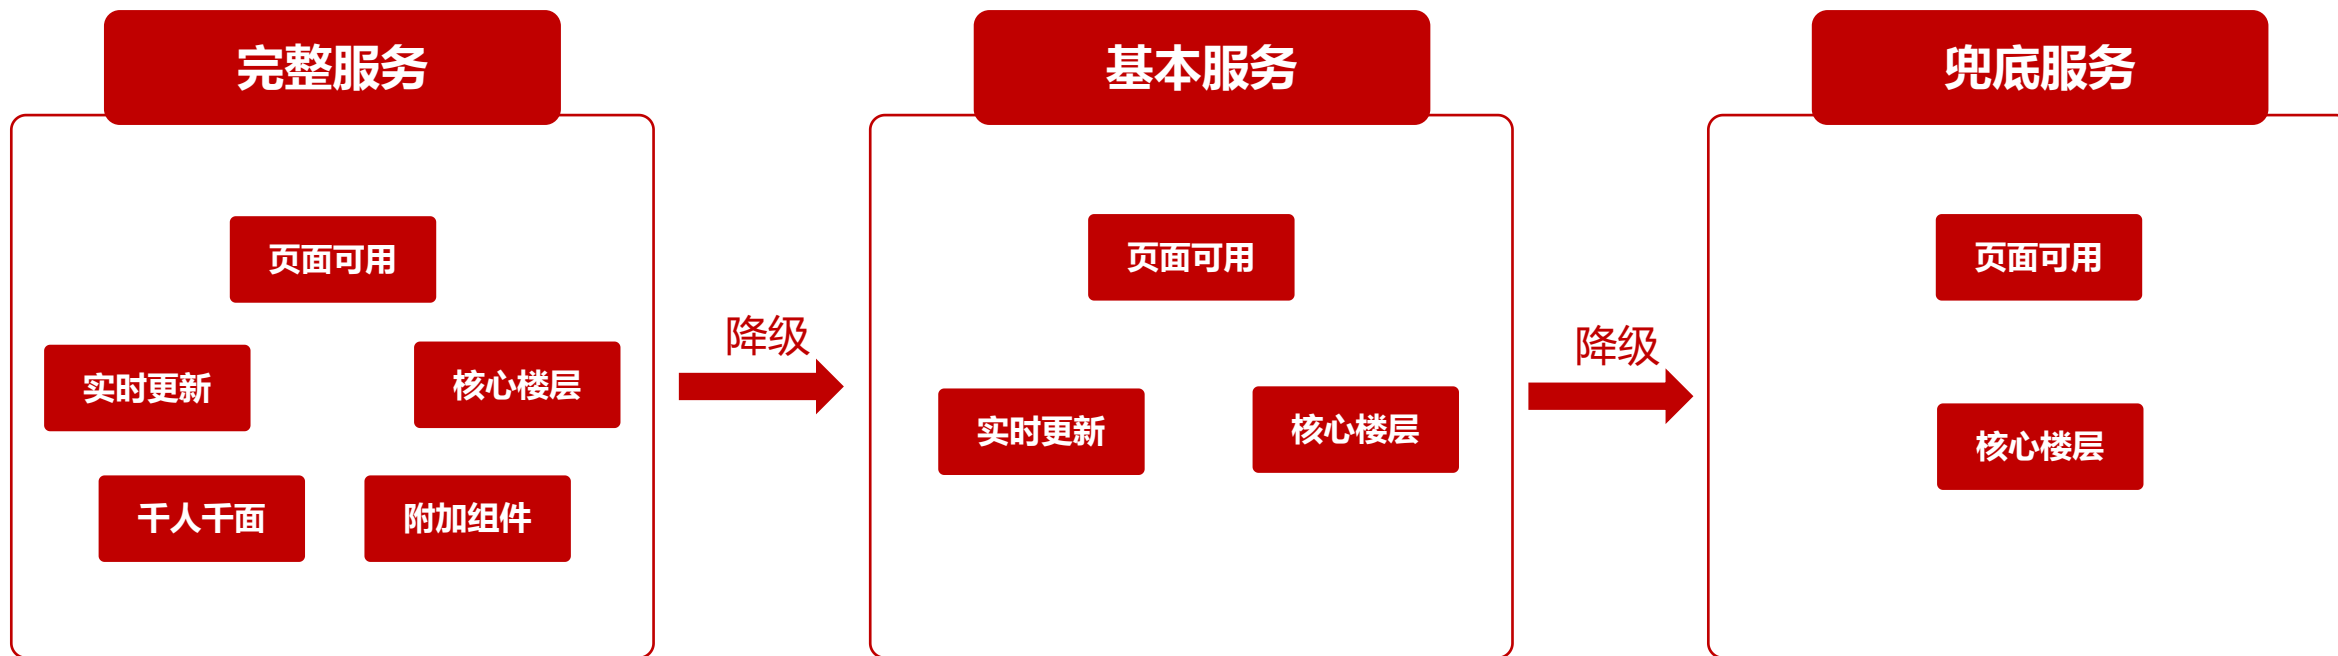 完整服务
页面可用
实时更新
核心楼层
千人千面
附加组件
降级
基本服务
页面可用
实时更新
核心楼层
降级
兜底服务
页面可用
核心楼层